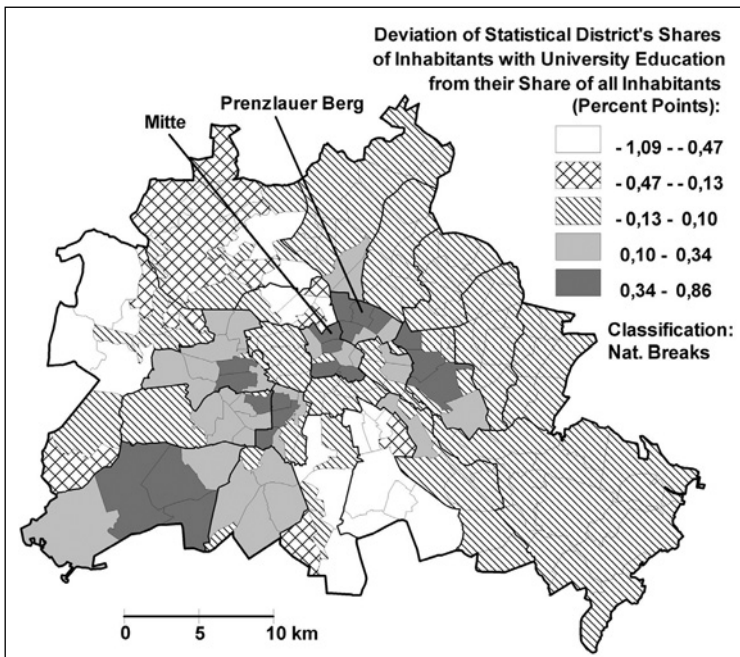 Deviation of Statistical District's Shares
of Inhabitants with University Education
from their Share of all Inhabitants
(Percent Points):
Prenzlauer Berg
Mitte
- 1,09 - - 0,47
- 0,47 - - 0,13
- 0,13 - 0,10
0,10 - 0,34
0,34 - 0,86
Classification:
Nat. Breaks
0 5 10 km